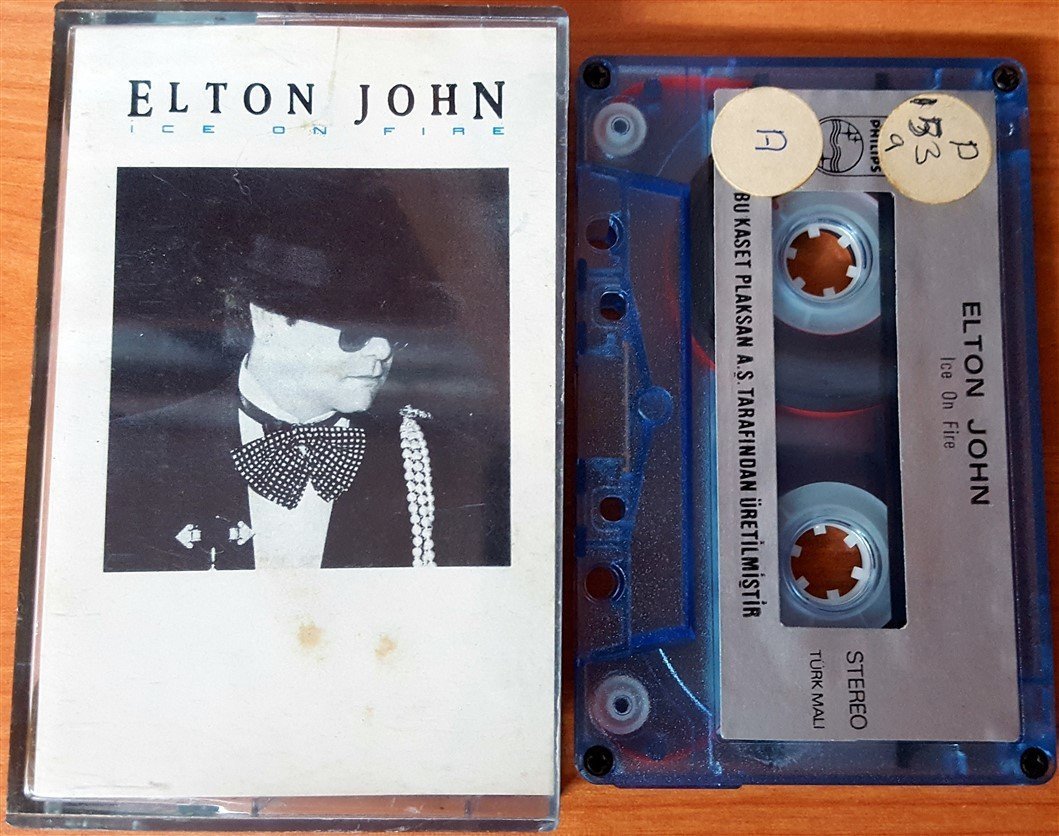 ELTON JOHN
ICE ON FIRE
A
PHILIPS
P
B3
9
BU KASET PLAKSAN A.Ş. TARAFINDAN ÜRETİLMİŞTİR
ELTON JOHN
Ice On Fire
STEREO
TÜRK MALI